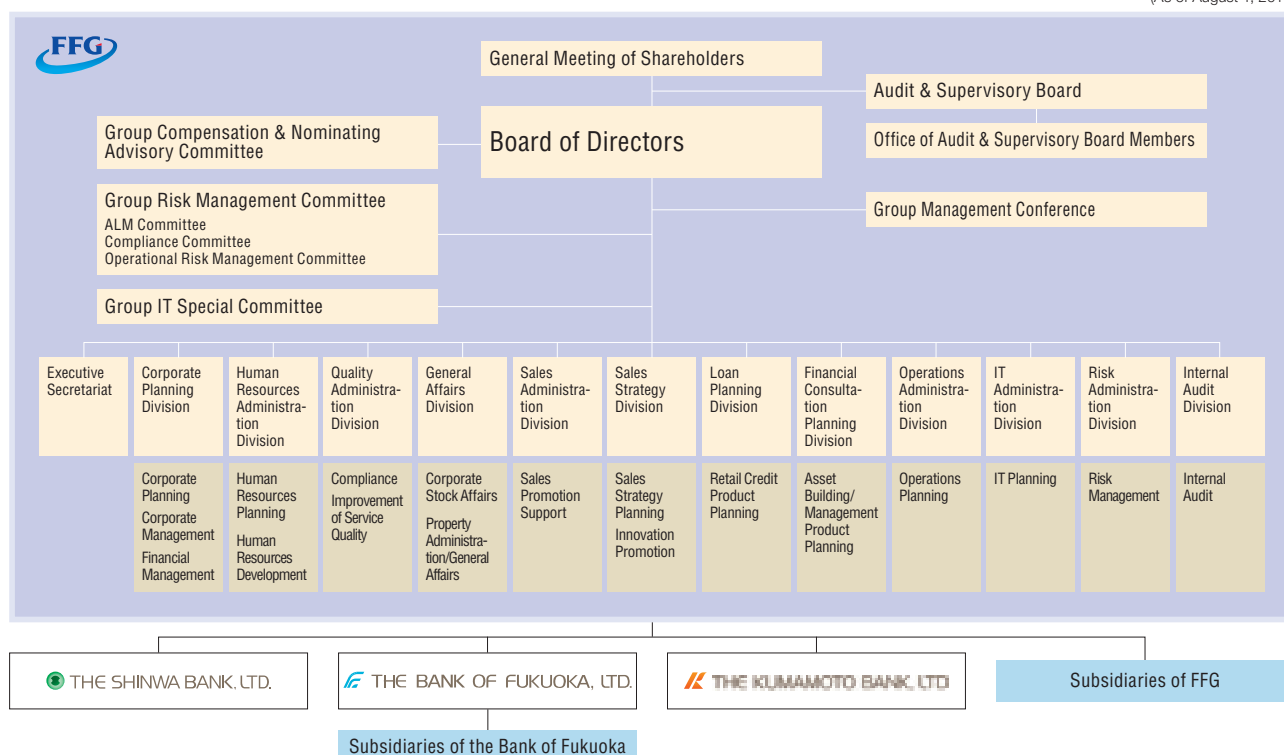 (As of August 1, 201
FFG
General Meeting of Shareholders
Audit & Supervisory Board
Group Compensation & Nominating
Advisory Committee
Board of Directors
Office of Audit & Supervisory Board Members
Group Risk Management Committee
ALM Committee
Compliance Committee
Operational Risk Management Committee
Group Management Conference
Group IT Special Committee
Executive
Secretariat
Corporate
Planning
Division
Human
Resources
Administra-
tion
Division
Quality
Administra-
tion
Division
General
Affairs
Division
Sales
Administra-
tion
Division
Sales
Strategy
Division
Loan
Planning
Division
Financial
Consulta-
tion
Planning
Division
Operations
Administra-
tion
Division
IT
Administra-
tion
Division
Risk
Administra-
tion
Division
Internal
Audit
Division
Corporate
Planning
Corporate
Management
Financial
Management
Human
Resources
Planning
Human
Resources
Development
Compliance
Improvement
of Service
Quality
Corporate
Stock Affairs
Property
Administra-
tion/General
Affairs
Sales
Promotion
Support
Sales
Strategy
Planning
Innovation
Promotion
Retail Credit
Product
Planning
Asset
Building/
Management
Product
Planning
Operations
Planning
IT Planning
Risk
Management
Internal
Audit
THE SHINWA BANK, LTD.
THE BANK OF FUKUOKA, LTD.
THE KUMAMOTO BANK, LTD
Subsidiaries of FFG
Subsidiaries of the Bank of Fukuoka